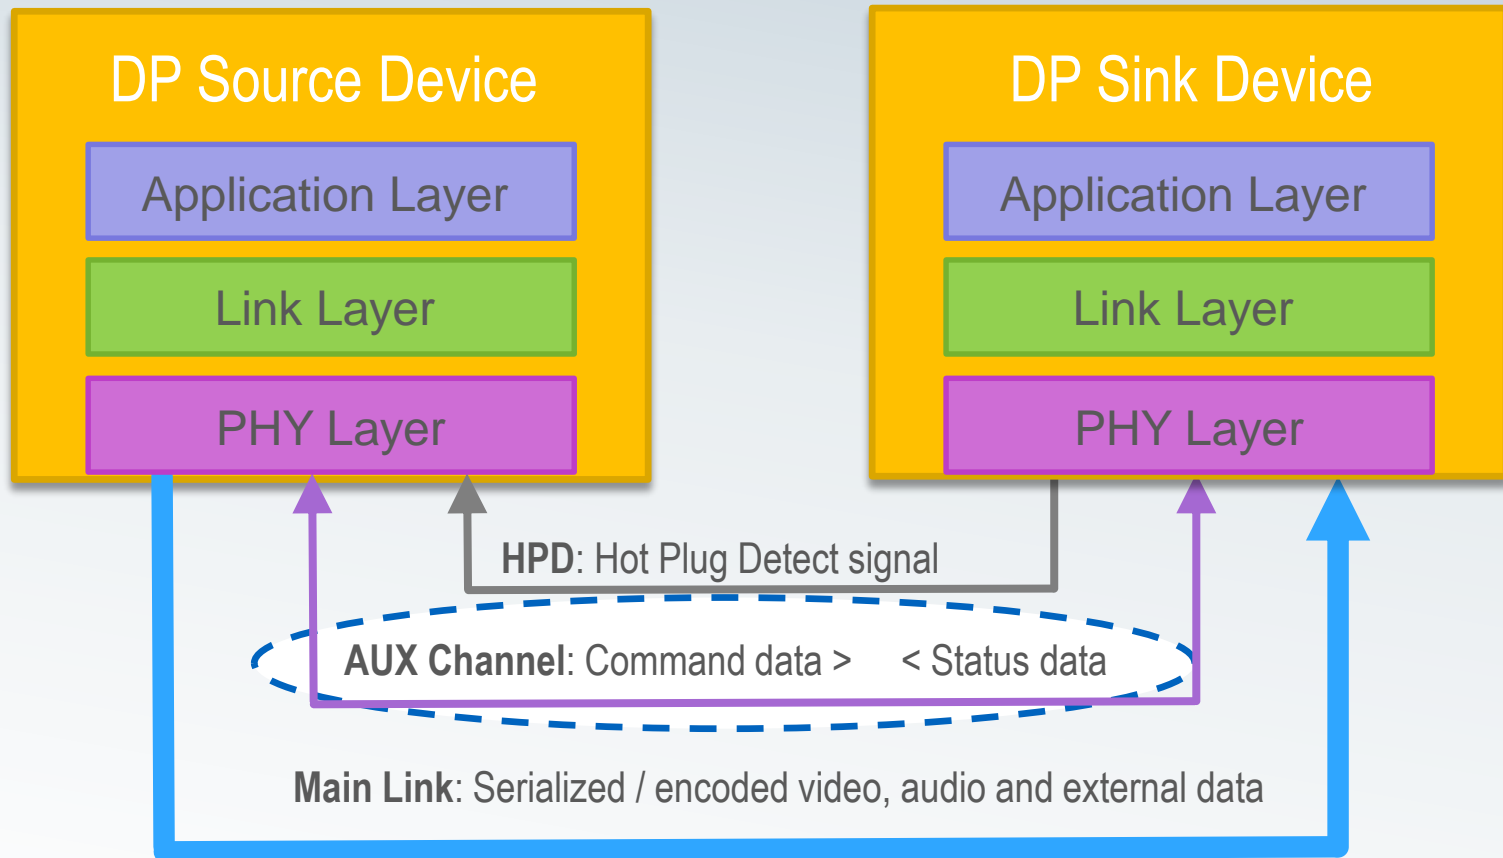 DP Source Device
Application Layer
Link Layer
PHY Layer
DP Sink Device
Application Layer
Link Layer
PHY Layer
HPD: Hot Plug Detect signal
AUX Channel: Command data > < Status data
Main Link: Serialized / encoded video, audio and external data